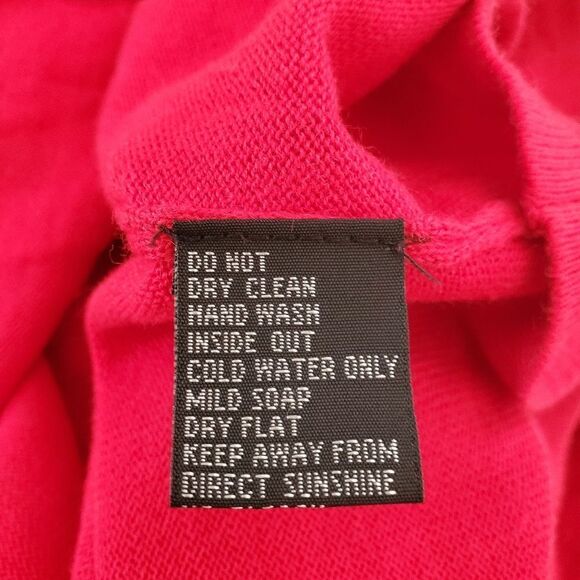 DO NOT
DRY CLEAN
HAND WASH
INSIDE OUT
COLD WATER ONLY
MILD SOAP
DRY FLAT
KEEP AWAY FROM
DIRECT SUNSHINE